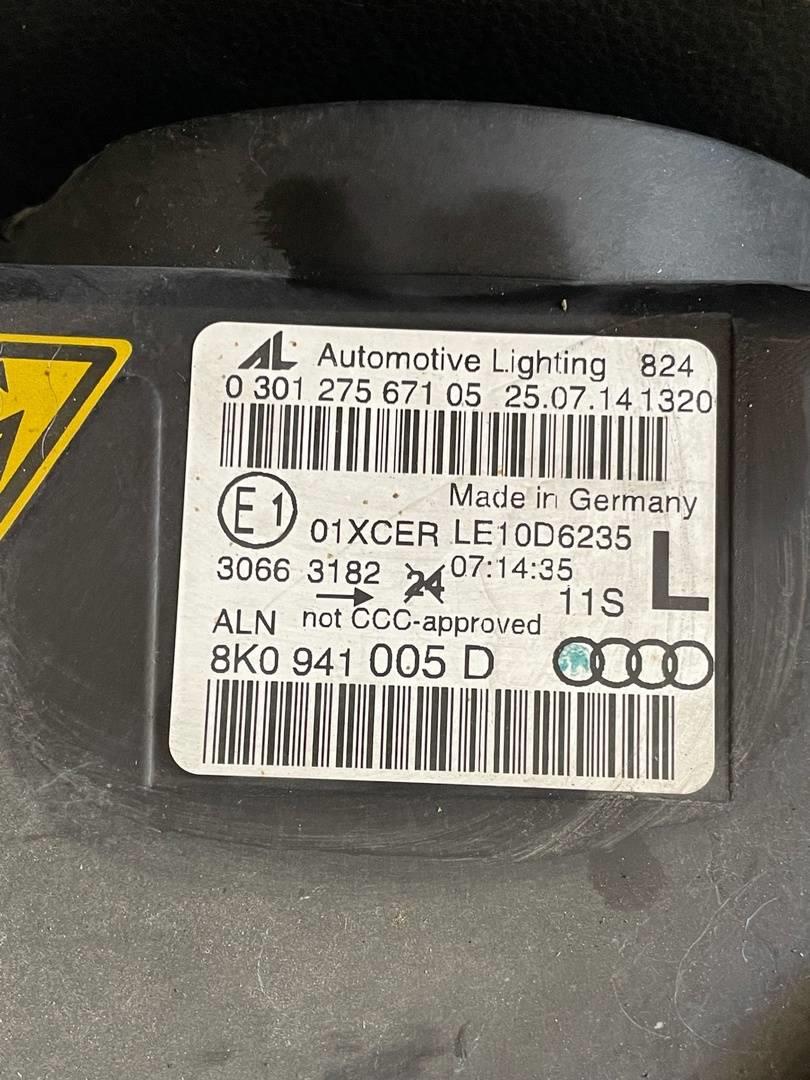 AL Automotive Lighting 824
0 301 275 671 05 25.07.14 1320
Made in Germany
E1 01XCER LE10D6235 L
3066 3182 24 07:14:35
11S
ALN not CCC-approved
8K0 941 005 D